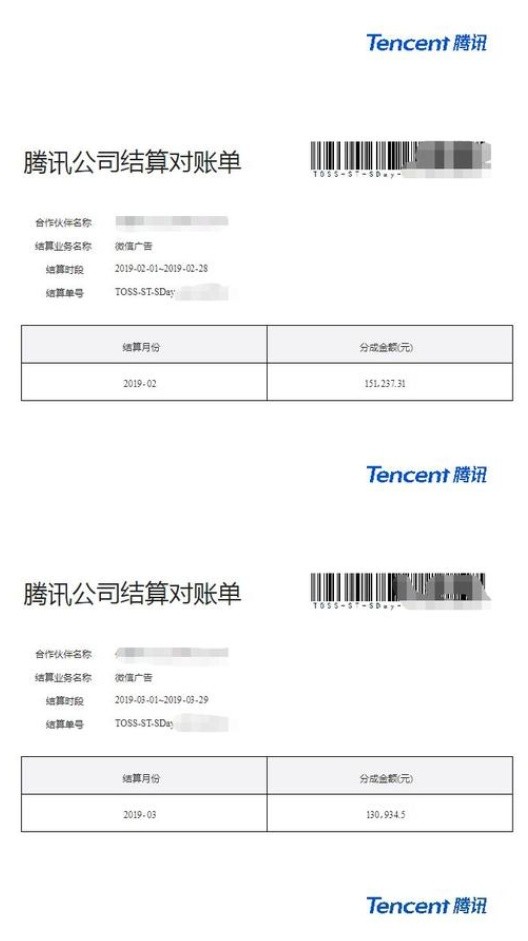 Tencent 腾讯
腾讯公司结算对账单
TOSS-ST-SDay-
合作伙伴名称
结算业务名称 微信广告
结算时段 2019-02-01~2019-02-28
结算单号 TOSS-ST-SDay
结算月份 分成金额(元)
2019-02 151,237.31
Tencent 腾讯
腾讯公司结算对账单
TOSS-ST-SDay-
合作伙伴名称
结算业务名称 微信广告
结算时段 2019-03-01~2019-03-29
结算单号 TOSS-ST-SDay
结算月份 分成金额(元)
2019-03 130,934.5
Tencent 腾讯